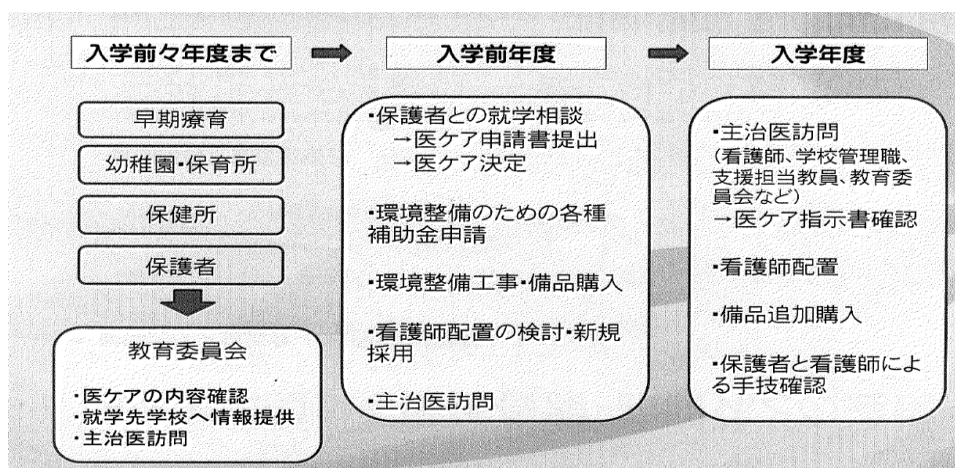 入学前々年度まで
早期療育
幼稚園・保育所
保健所
保護者
教育委員会
・医ケアの内容確認
・就学先学校へ情報提供
・主治医訪問
入学前年度
・保護者との就学相談
→医ケア申請書提出
→医ケア決定
・環境整備のための各種
補助金申請
・環境整備工事・備品購入
・看護師配置の検討・新規
採用
・主治医訪問
入学年度
・主治医訪問
(看護師、学校管理職、
支援担当教員、教育委
員会など)
→医ケア指示書確認
・看護師配置
・備品追加購入
・保護者と看護師によ
る手技確認